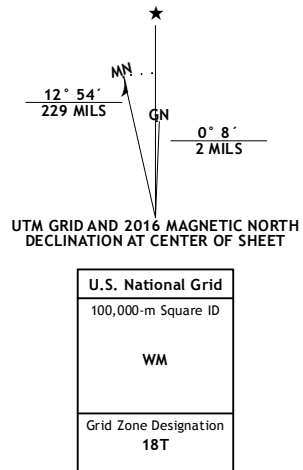 ★
MN
GN
12° 54´
229 MILS
0° 8´
2 MILS
UTM GRID AND 2016 MAGNETIC NORTH
DECLINATION AT CENTER OF SHEET
U.S. National Grid
100,000-m Square ID
WM
Grid Zone Designation
18T